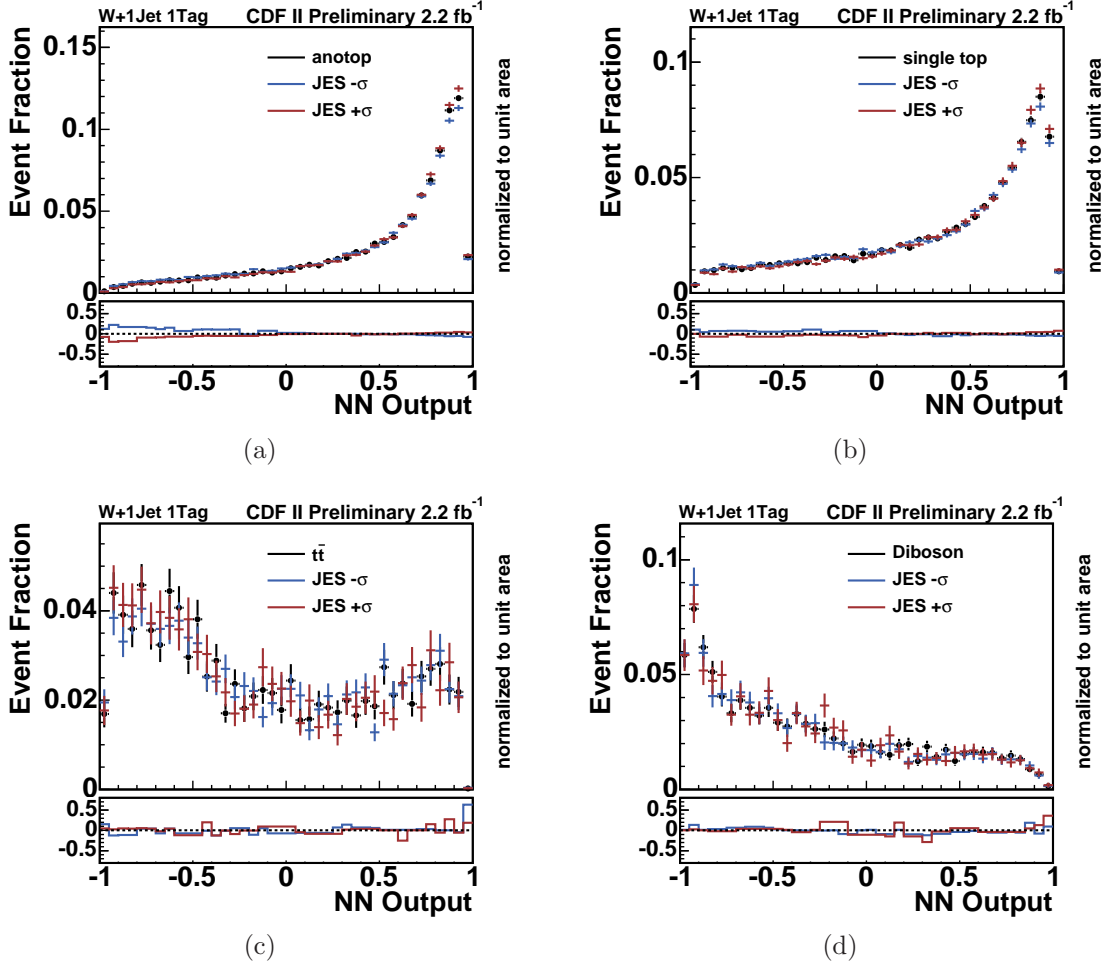 W+1Jet 1Tag CDF II Preliminary 2.2 fb-1
Event Fraction
normalized to unit area
0.15
0.1
0.05
0
anotop
JES -σ
JES +σ
0.5
0
-0.5
-1 -0.5 0 0.5 1
NN Output
(a)
W+1Jet 1Tag CDF II Preliminary 2.2 fb-1
Event Fraction
normalized to unit area
0.1
0.05
0
single top
JES -σ
JES +σ
0.5
0
-0.5
-1 -0.5 0 0.5 1
NN Output
(b)
W+1Jet 1Tag CDF II Preliminary 2.2 fb-1
Event Fraction
normalized to unit area
0.04
0.02
0
tt̄
JES -σ
JES +σ
0.5
0
-0.5
-1 -0.5 0 0.5 1
NN Output
(c)
W+1Jet 1Tag CDF II Preliminary 2.2 fb-1
Event Fraction
normalized to unit area
0.1
0.05
0
Diboson
JES -σ
JES +σ
0.5
0
-0.5
-1 -0.5 0 0.5 1
NN Output
(d)